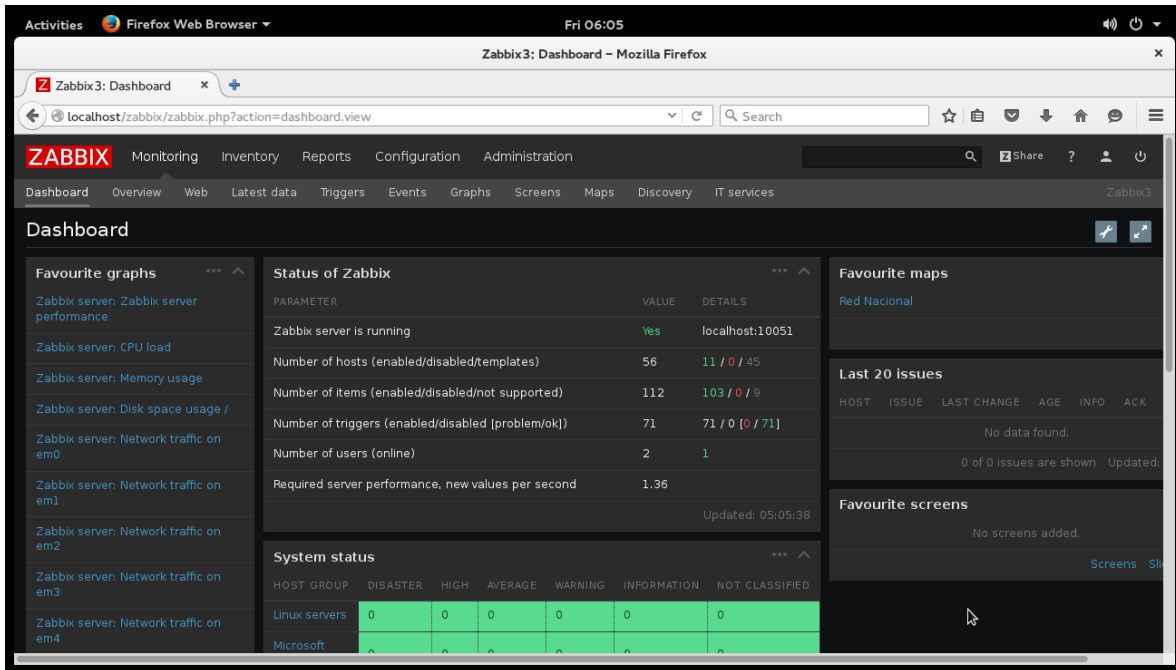 Activities Firefox Web Browser Fri 06:05
Zabbix3: Dashboard – Mozilla Firefox
Z Zabbix3: Dashboard
localhost/zabbix/zabbix.php?action=dashboard.view Search
ZABBIX Monitoring Inventory Reports Configuration Administration Z Share ?
Dashboard Overview Web Latest data Triggers Events Graphs Screens Maps Discovery IT services Zabbix3
Dashboard
Favourite graphs
Zabbix server: Zabbix server
performance
Zabbix server: CPU load
Zabbix server: Memory usage
Zabbix server: Disk space usage /
Zabbix server: Network traffic on
em0
Zabbix server: Network traffic on
em1
Zabbix server: Network traffic on
em2
Zabbix server: Network traffic on
em3
Zabbix server: Network traffic on
em4
Status of Zabbix
PARAMETER VALUE DETAILS
Zabbix server is running Yes localhost:10051
Number of hosts (enabled/disabled/templates) 56 11 / 0 / 45
Number of items (enabled/disabled/not supported) 112 103 / 0 / 9
Number of triggers (enabled/disabled [problem/ok]) 71 71 / 0 [0 / 71]
Number of users (online) 2 1
Required server performance, new values per second 1.36
Updated: 05:05:38
System status
HOST GROUP DISASTER HIGH AVERAGE WARNING INFORMATION NOT CLASSIFIED
Linux servers 0 0 0 0 0 0
Microsoft 0 0 0 0 0 0
Favourite maps
Red Nacional
Last 20 issues
HOST ISSUE LAST CHANGE AGE INFO ACK
No data found.
0 of 0 issues are shown Updated:
Favourite screens
No screens added.
Screens